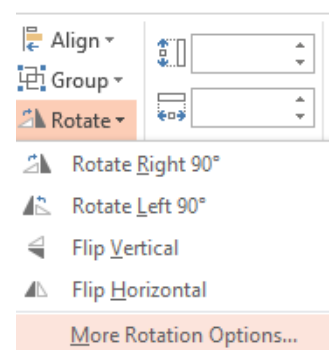 Align
Group
Rotate
Rotate Right 90°
Rotate Left 90°
Flip Vertical
Flip Horizontal
More Rotation Options...